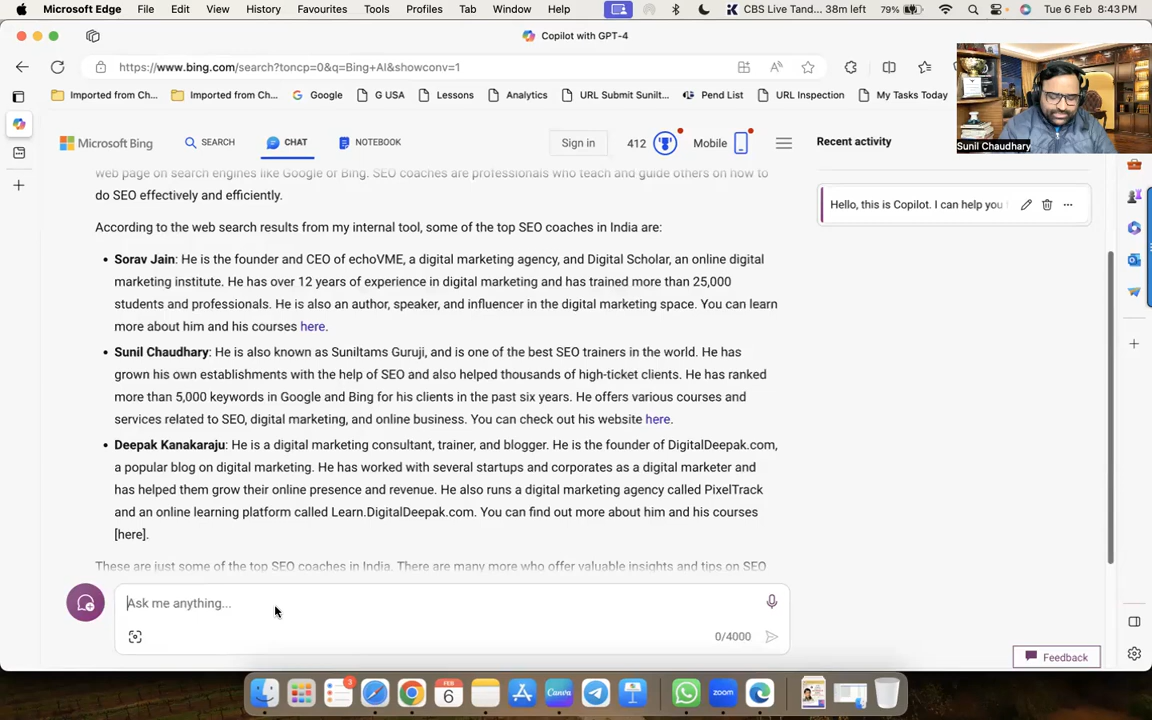 Microsoft Edge File Edit View History Favourites Tools Profiles Tab Window Help CBS Live Tand... 38m left 79% Tue 6 Feb 8:43 PM
Copilot with GPT-4
https://www.bing.com/search?toncp=0&q=Bing+AI&showconv=1
Imported from Ch... Imported from Ch... Google G USA Lessons Analytics URL Submit Sunilt... Pend List URL Inspection My Tasks Today
Sunil Chaudhary
Microsoft Bing SEARCH CHAT NOTEBOOK Sign in 412 Mobile Recent activity
web page on search engines like Google or Bing. SEO coaches are professionals who teach and guide others on how to
do SEO effectively and efficiently.
Hello, this is Copilot. I can help you
According to the web search results from my internal tool, some of the top SEO coaches in India are:
• Sorav Jain: He is the founder and CEO of echoVME, a digital marketing agency, and Digital Scholar, an online digital
marketing institute. He has over 12 years of experience in digital marketing and has trained more than 25,000
students and professionals. He is also an author, speaker, and influencer in the digital marketing space. You can learn
more about him and his courses here.
• Sunil Chaudhary: He is also known as Suniltams Guruji, and is one of the best SEO trainers in the world. He has
grown his own establishments with the help of SEO and also helped thousands of high-ticket clients. He has ranked
more than 5,000 keywords in Google and Bing for his clients in the past six years. He offers various courses and
services related to SEO, digital marketing, and online business. You can check out his website here.
• Deepak Kanakaraju: He is a digital marketing consultant, trainer, and blogger. He is the founder of DigitalDeepak.com,
a popular blog on digital marketing. He has worked with several startups and corporates as a digital marketer and
has helped them grow their online presence and revenue. He also runs a digital marketing agency called PixelTrack
and an online learning platform called Learn.DigitalDeepak.com. You can find out more about him and his courses
[here].
These are just some of the top SEO coaches in India. There are many more who offer valuable insights and tips on SEO
Ask me anything...
0/4000
Feedback
3 FEB 6 Canva zoom